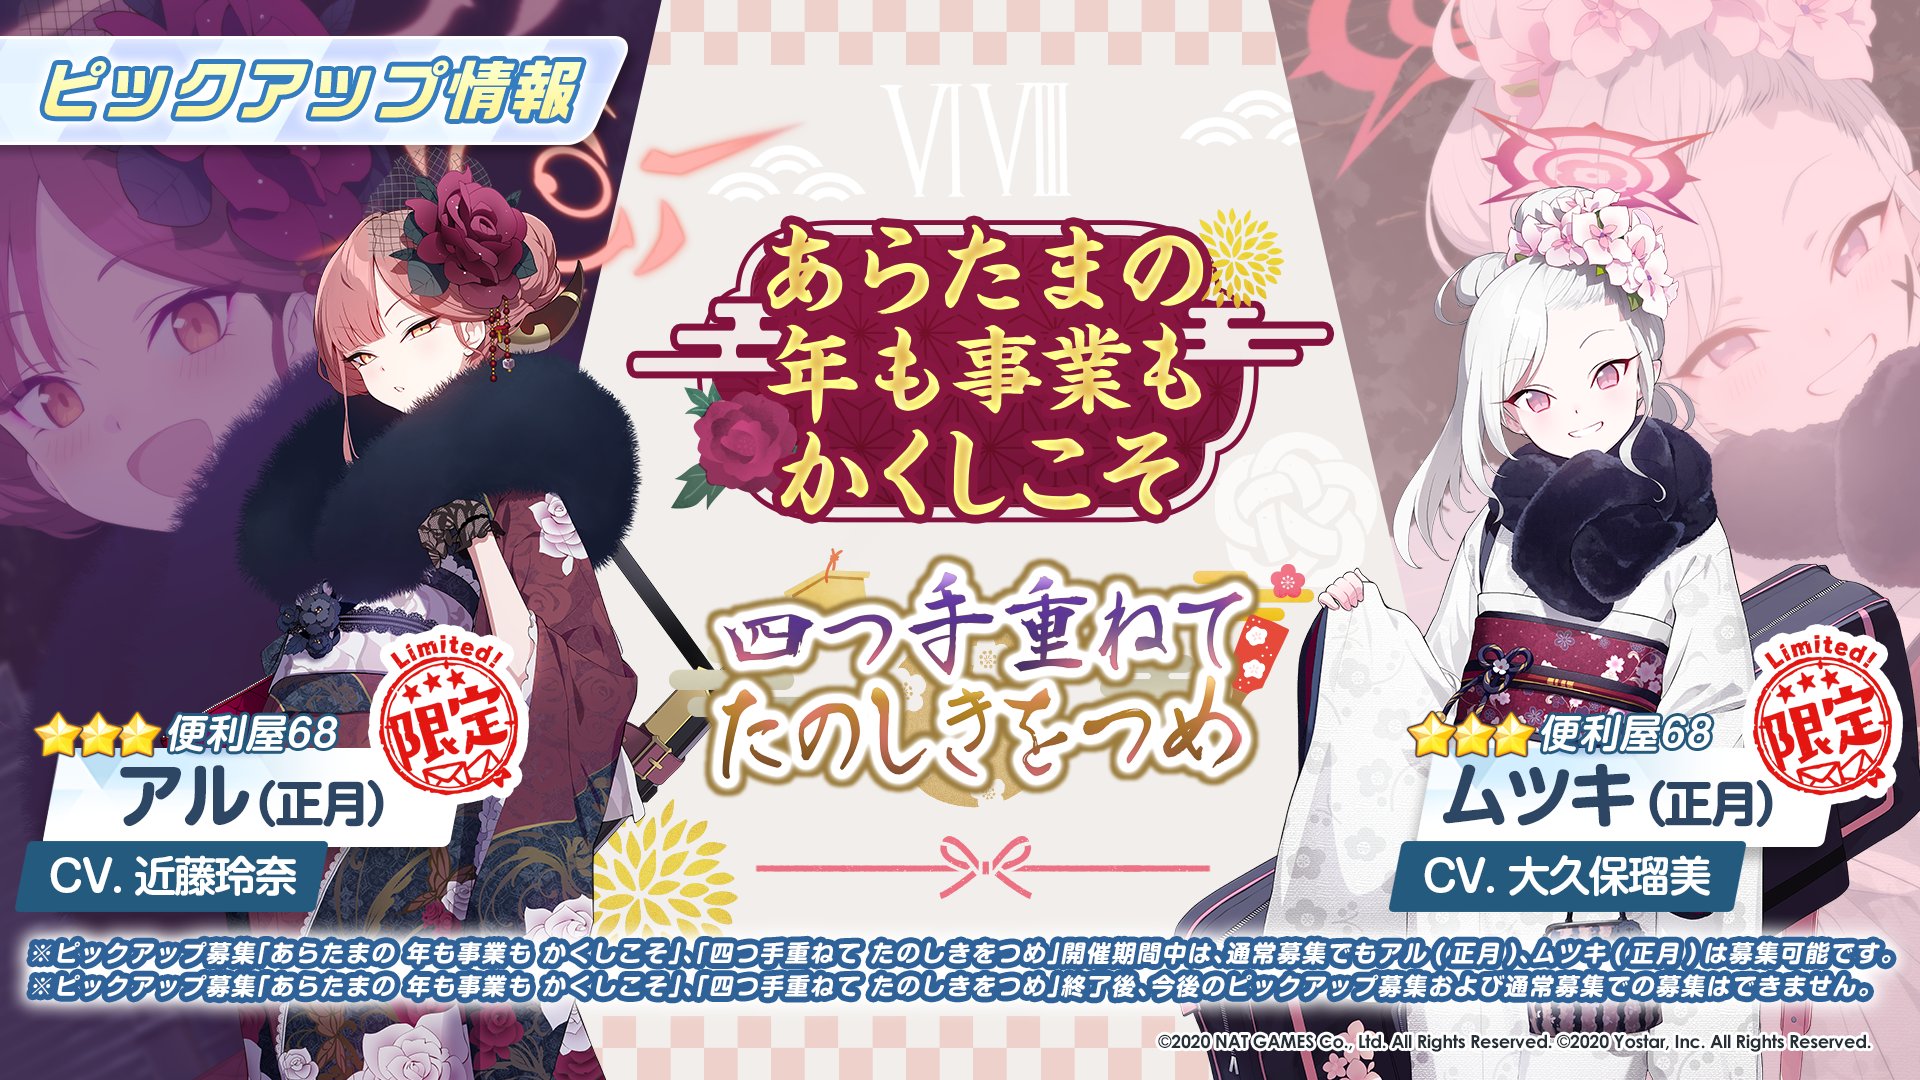 ピックアップ情報
VI VIII
あらたまの
年も事業も
かくしこそ
四つ手重ねて
たのしきをつめ
Limited!
限定
★★★便利屋68
アル(正月)
CV. 近藤玲奈
Limited!
限定
★★★便利屋68
ムツキ(正月)
CV. 大久保瑠美
※ピックアップ募集「あらたまの 年も事業も かくしこそ」、「四つ手重ねて たのしきをつめ」開催期間中は、通常募集でもアル(正月)、ムツキ(正月)は募集可能です。
※ピックアップ募集「あらたまの 年も事業も かくしこそ」、「四つ手重ねて たのしきをつめ」終了後、今後のピックアップ募集および通常募集での募集はできません。
©2020 NAT GAMES Co., Ltd. All Rights Reserved. ©2020 Yostar, Inc. All Rights Reserved.